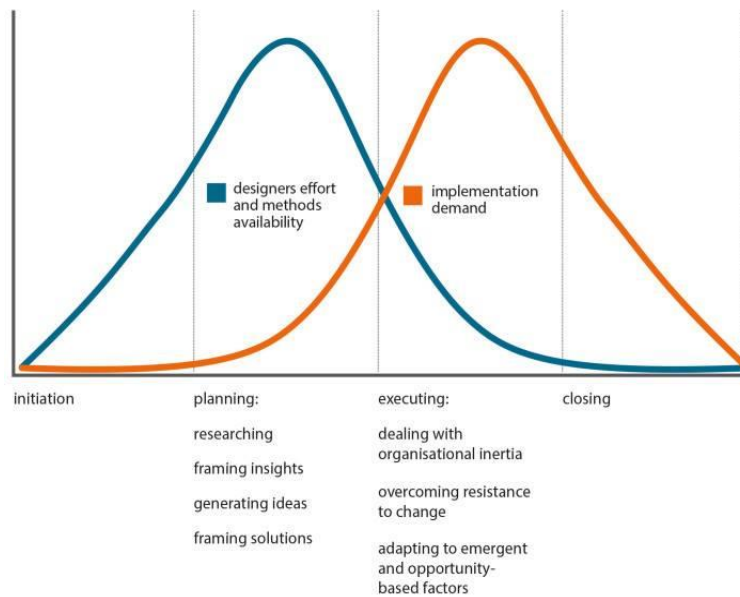 designers effort
and methods
availability
implementation
demand
initiation
planning:
researching
framing insights
generating ideas
framing solutions
executing:
dealing with
organisational inertia
overcoming resistance
to change
adapting to emergent
and opportunity-
based factors
closing